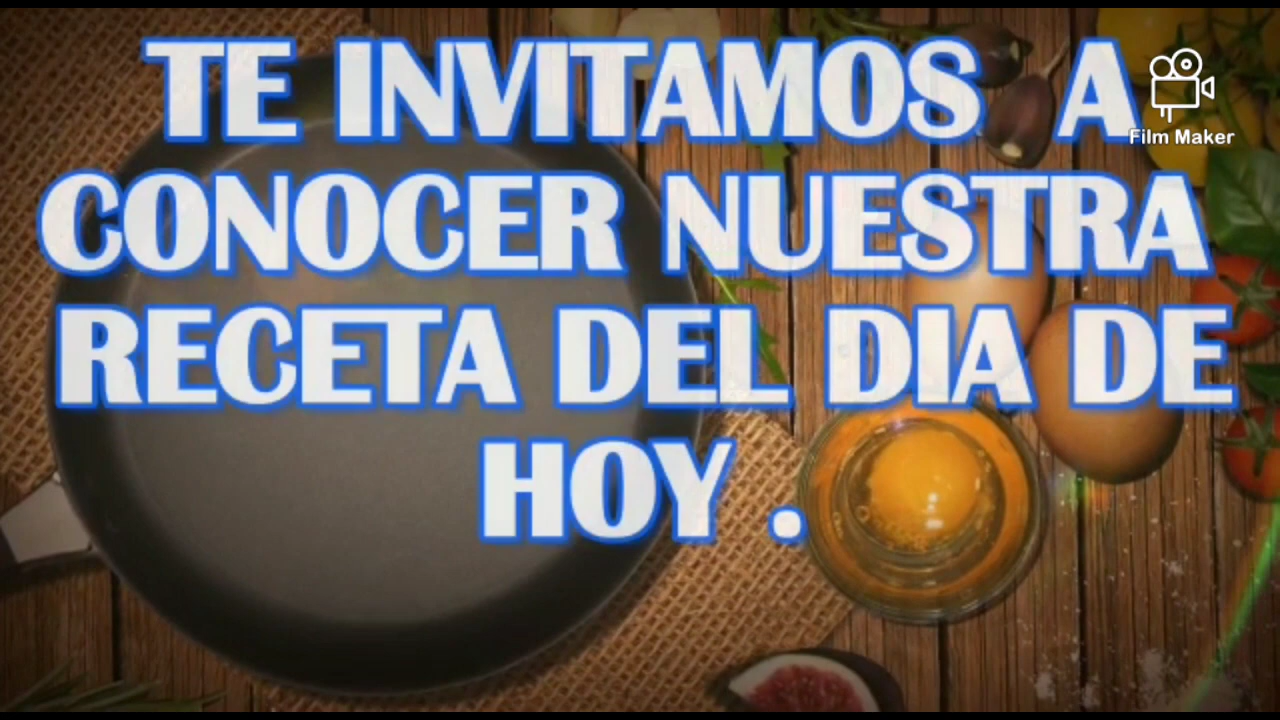 TE INVITAMOS A
Film Maker
CONOCER NUESTRA
RECETA DEL DIA DE
HOY .